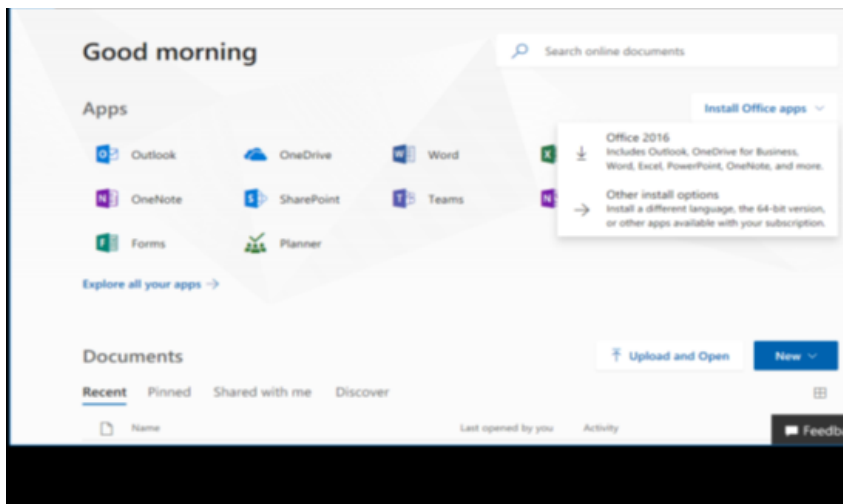 Good morning
Search online documents
Apps
Install Office apps
Outlook
OneDrive
Word
Office 2016
Includes Outlook, OneDrive for Business,
Word, Excel, PowerPoint, OneNote, and more.
OneNote
SharePoint
Teams
Other install options
Install a different language, the 64-bit version,
or other apps available with your subscription.
Forms
Planner
Explore all your apps →
Documents
Upload and Open
New
Recent
Pinned
Shared with me
Discover
Name
Last opened by you
Activity
Feedba